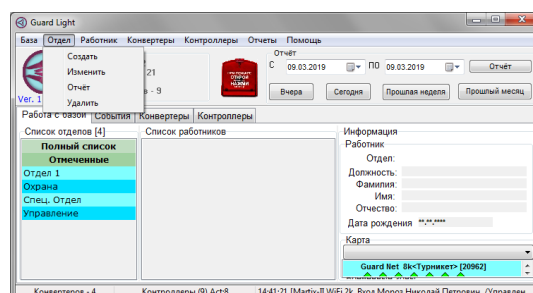 Guard Light
База Отдел Работник Конвертеры Контроллеры Отчеты Помощь
Создать
Изменить
Отчёт
Удалить
21
- 9
Ver. 1
Отчёт
С 09.03.2019 ПО 09.03.2019 Отчёт
Вчера Сегодня Прошлая неделя Прошлый месяц
Работа с базой События Конвертеры Контроллеры
Список отделов [4]
Полный список
Отмеченные
Отдел 1
Охрана
Спец. Отдел
Управление
Список работников
Информация
Работник
Отдел:
Должность:
Фамилия:
Имя:
Отчество:
Дата рождения **.**.****
Карта
Guard Net 8k<Турникет> [20962]
Конвертеров - 4 Контроллеры (9) Act:8 14:41:21 [Martix-II WiFi 2k Вход Мороз Николай Петрович /Управлен